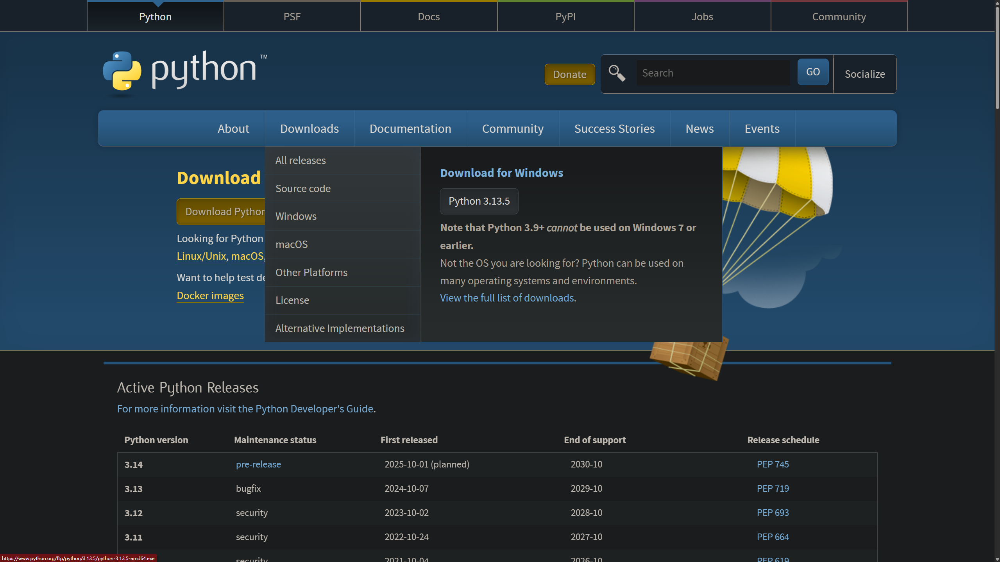 Python
PSF
Docs
PyPI
Jobs
Community
python™
Donate
Search
GO
Socialize
About
Downloads
Documentation
Community
Success Stories
News
Events
Download
Download Python
Looking for Python
Linux/Unix, macOS,
Want to help test de
Docker images
All releases
Source code
Windows
macOS
Other Platforms
License
Alternative Implementations
Download for Windows
Python 3.13.5
Note that Python 3.9+ cannot be used on Windows 7 or
earlier.
Not the OS you are looking for? Python can be used on
many operating systems and environments.
View the full list of downloads.
Active Python Releases
For more information visit the Python Developer's Guide.
Python version Maintenance status First released End of support Release schedule
3.14 pre-release 2025-10-01 (planned) 2030-10 PEP 745
3.13 bugfix 2024-10-07 2029-10 PEP 719
3.12 security 2023-10-02 2028-10 PEP 693
3.11 security 2022-10-24 2027-10 PEP 664
security 2021-10-04 2026-10 PEP 619
https://www.python.org/ftp/python/3.13.5/python-3.13.5-amd64.exe